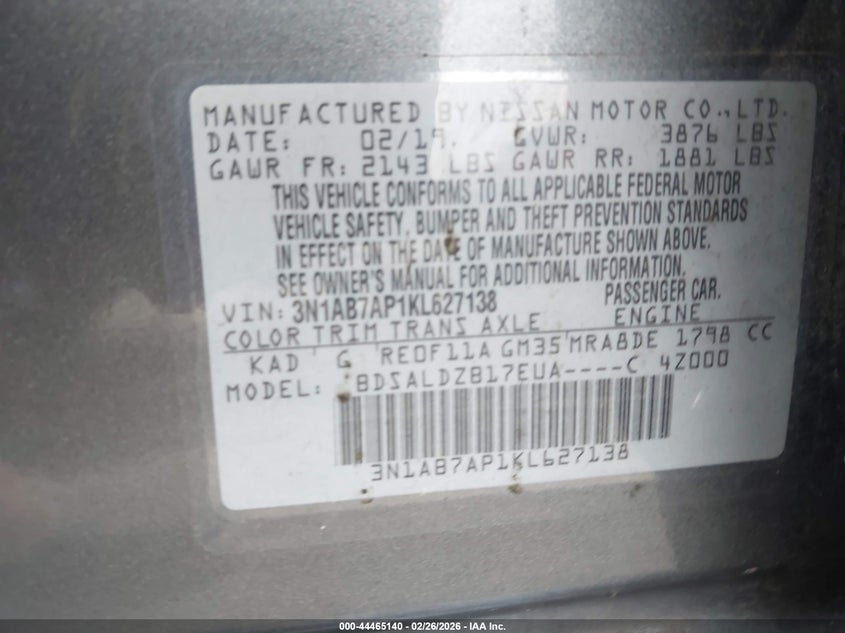 MANUFACTURED BY NISSAN MOTOR CO.,LTD.
DATE: 02/19. GVWR: 3876 LBS
GAWR FR: 2143 LBS GAWR RR: 1881 LBS
THIS VEHICLE CONFORMS TO ALL APPLICABLE FEDERAL MOTOR
VEHICLE SAFETY, BUMPER AND THEFT PREVENTION STANDARDS
IN EFFECT ON THE DATE OF MANUFACTURE SHOWN ABOVE.
SEE OWNER'S MANUAL FOR ADDITIONAL INFORMATION.
VIN: 3N1AB7AP1KL627138 PASSENGER CAR.
COLOR TRIM TRANS AXLE ENGINE
KAD G RE0F11A GM35 MRA8DE 1798 CC
MODEL: BDSALDZB17EUA----C 4Z000
3N1AB7AP1KL627138
000-44465140 - 02/26/2026 - IAA Inc.